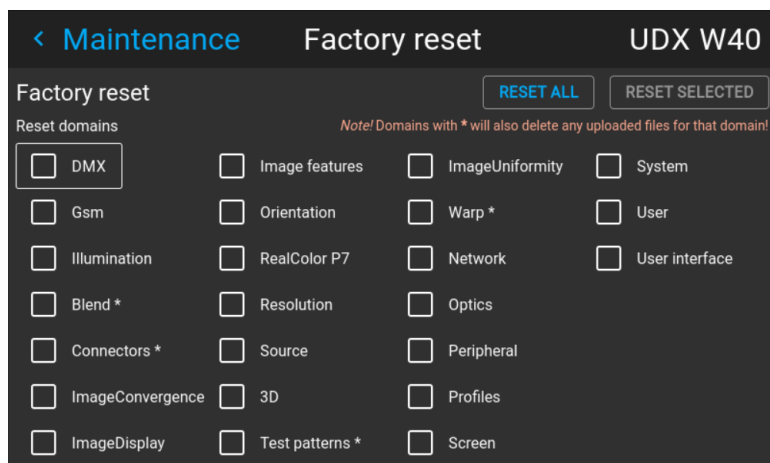 ‹ Maintenance Factory reset UDX W40
Factory reset RESET ALL RESET SELECTED
Reset domains Note! Domains with * will also delete any uploaded files for that domain!
DMX Image features ImageUniformity System
Gsm Orientation Warp * User
Illumination RealColor P7 Network User interface
Blend * Resolution Optics
Connectors * Source Peripheral
ImageConvergence 3D Profiles
ImageDisplay Test patterns * Screen